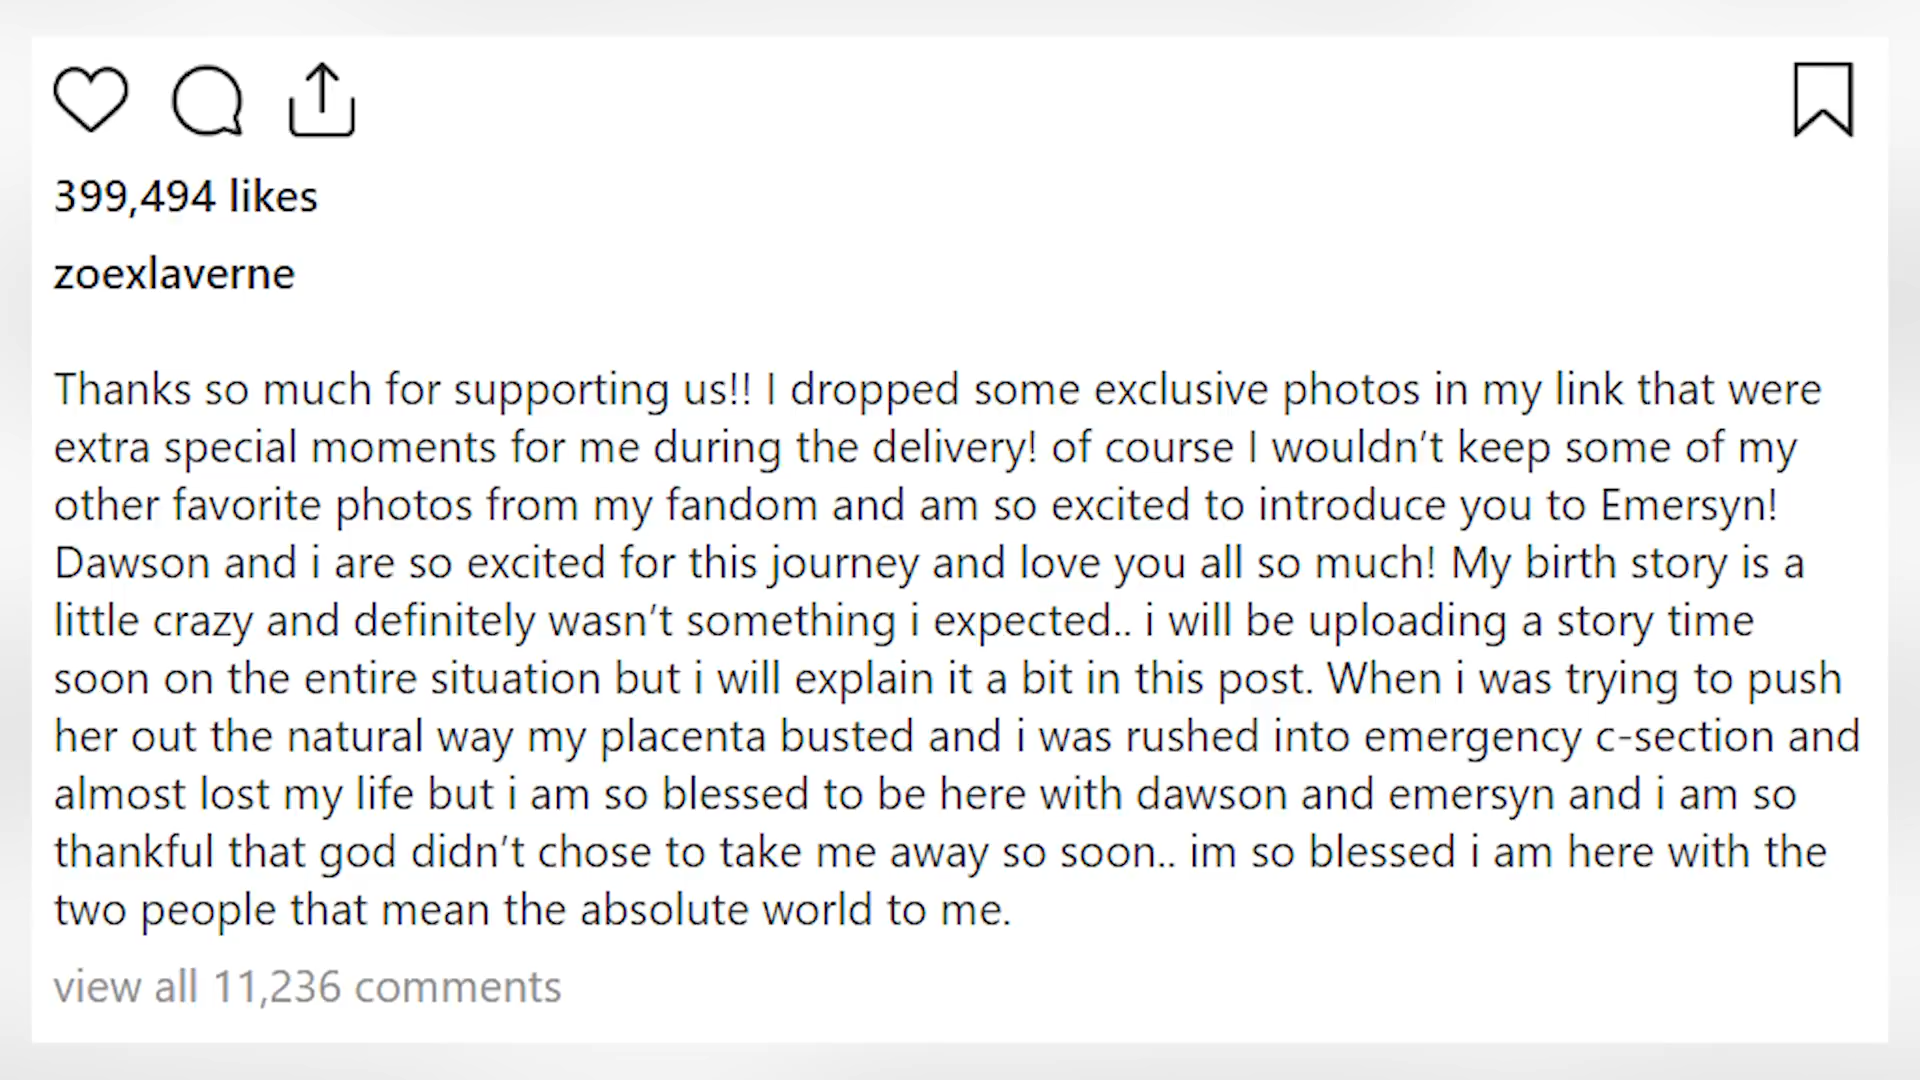 399,494 likes
zoexlaverne
Thanks so much for supporting us!! I dropped some exclusive photos in my link that were
extra special moments for me during the delivery! of course I wouldn't keep some of my
other favorite photos from my fandom and am so excited to introduce you to Emersyn!
Dawson and i are so excited for this journey and love you all so much! My birth story is a
little crazy and definitely wasn't something i expected.. i will be uploading a story time
soon on the entire situation but i will explain it a bit in this post. When i was trying to push
her out the natural way my placenta busted and i was rushed into emergency c-section and
almost lost my life but i am so blessed to be here with dawson and emersyn and i am so
thankful that god didn't chose to take me away so soon.. im so blessed i am here with the
two people that mean the absolute world to me.
view all 11,236 comments